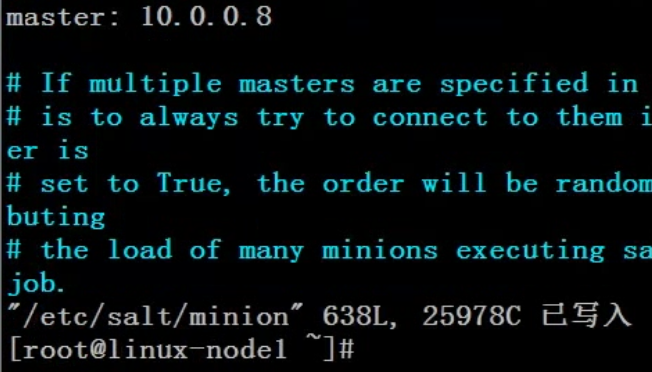 master: 10.0.0.8
# If multiple masters are specified in
# is to always try to connect to them i
er is
# set to True, the order will be random
buting
# the load of many minions executing sa
job.
"/etc/salt/minion" 638L, 25978C 已写入
[root@linux-node1 ~]#